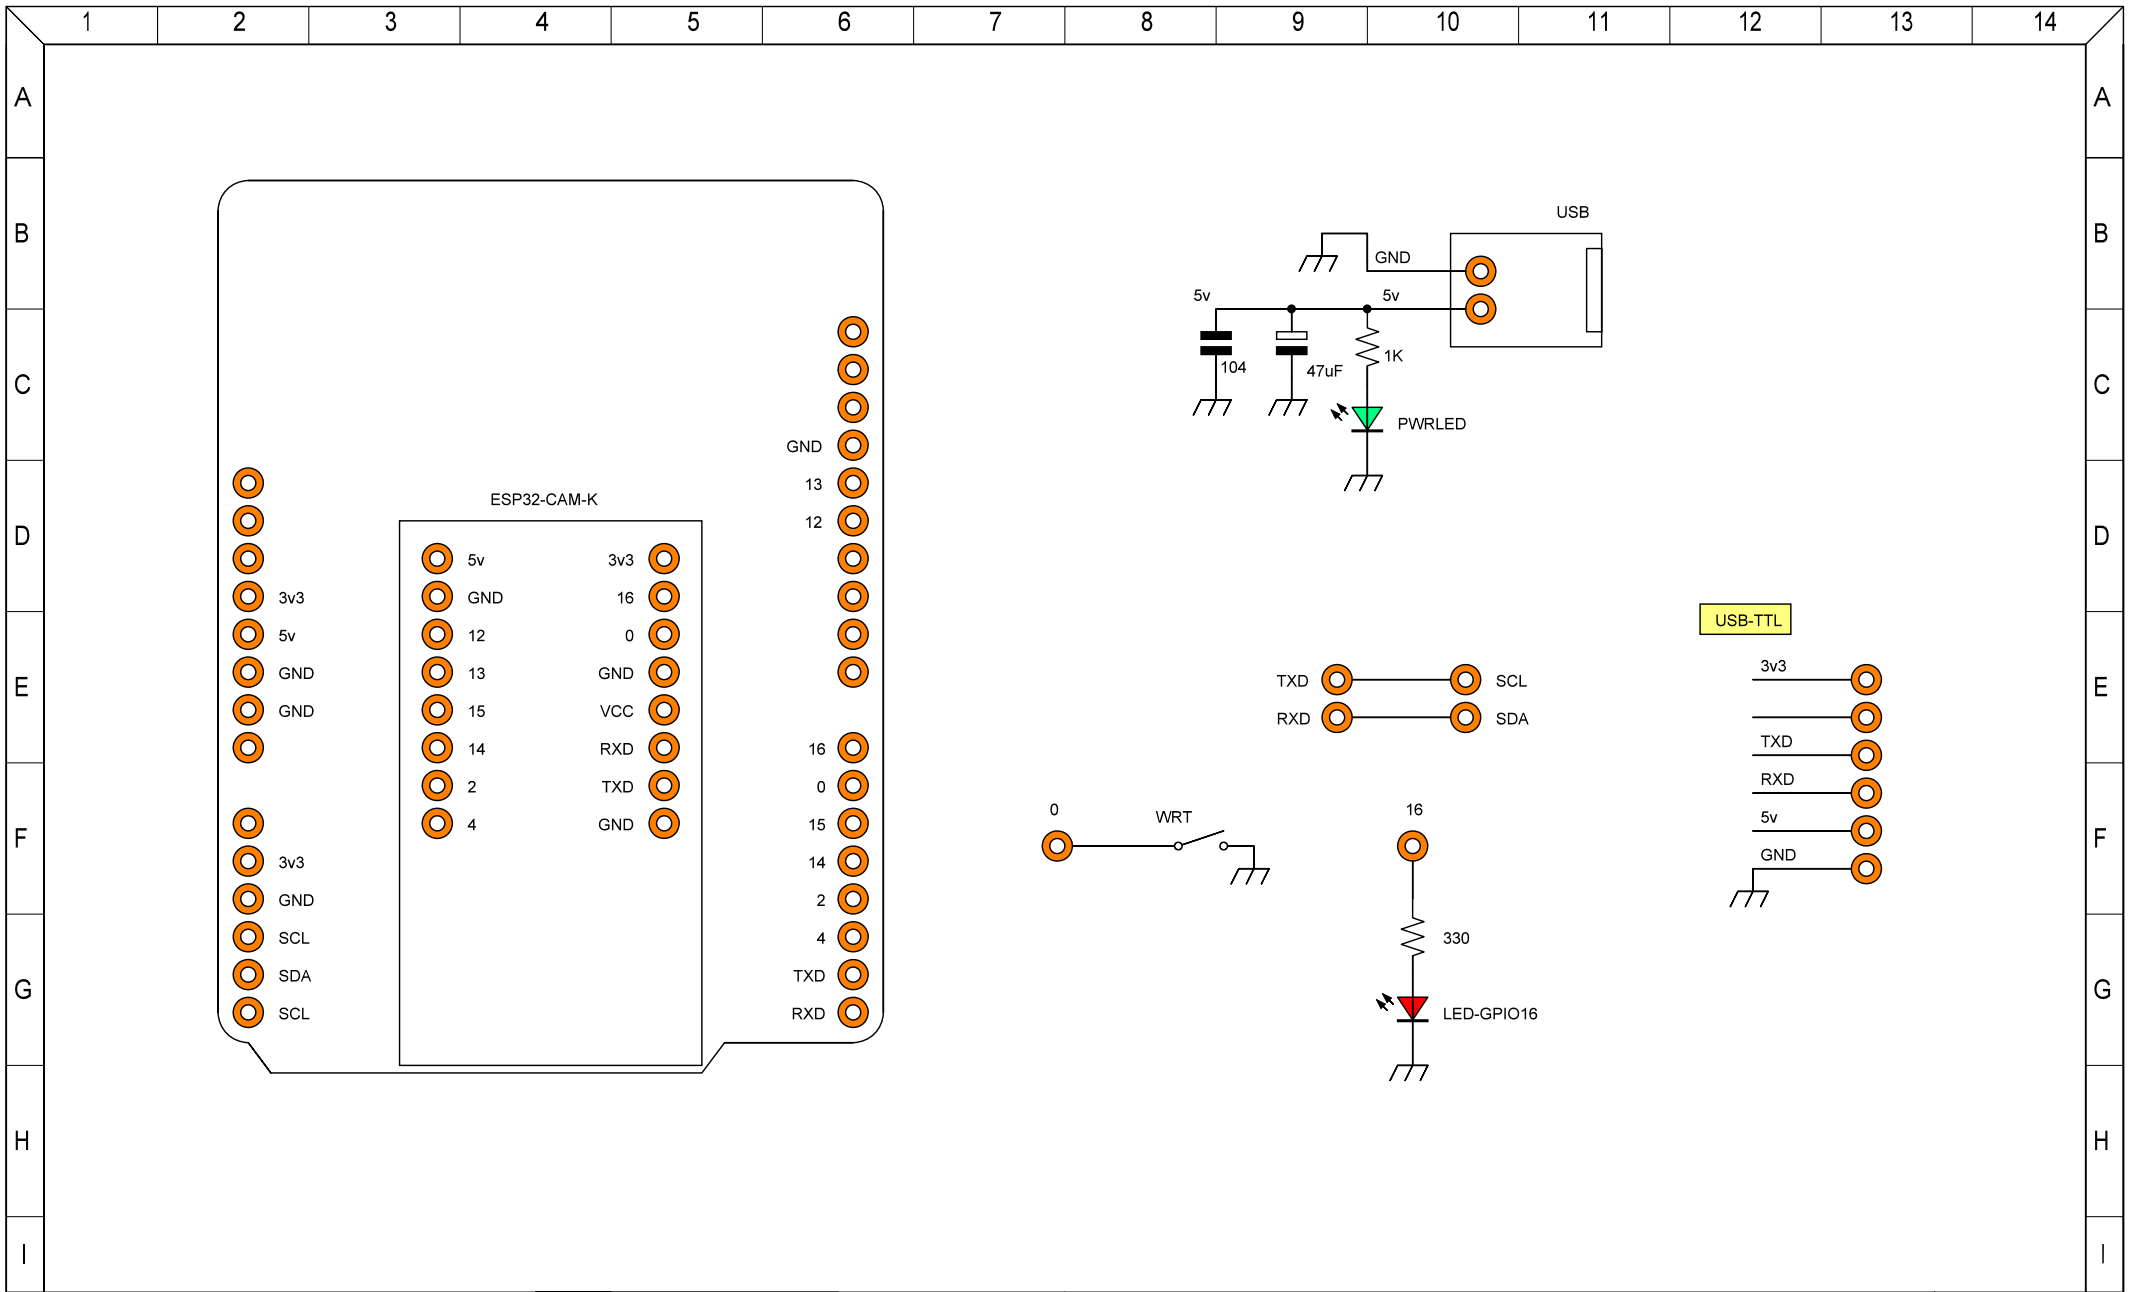 1 2 3 4 5 6 7 8 9 10 11 12 13 14
A A
B B
C C
D D
E E
F F
G G
H H
I I
ESP32-CAM-K
3v3
5v
GND
GND
3v3
GND
SCL
SDA
SCL
5v
GND
12
13
15
14
2
4
3v3
16
0
GND
VCC
RXD
TXD
GND
GND
13
12
16
0
15
14
2
4
TXD
RXD
USB
GND
5v 5v
104
47uF
1K
PWRLED
TXD SCL
RXD SDA
0
WRT
16
330
LED-GPIO16
USB-TTL
3v3
TXD
RXD
5v
GND